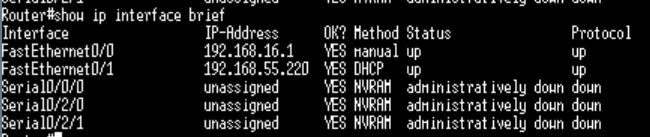 Router#show ip interface brief
Interface IP-Address OK? Method Status Protocol
FastEthernet0/0 192.168.16.1 YES manual up up
FastEthernet0/1 192.168.55.220 YES DHCP up up
Serial0/0/0 unassigned YES NVRAM administratively down down
Serial0/2/0 unassigned YES NVRAM administratively down down
Serial0/2/1 unassigned YES NVRAM administratively down down